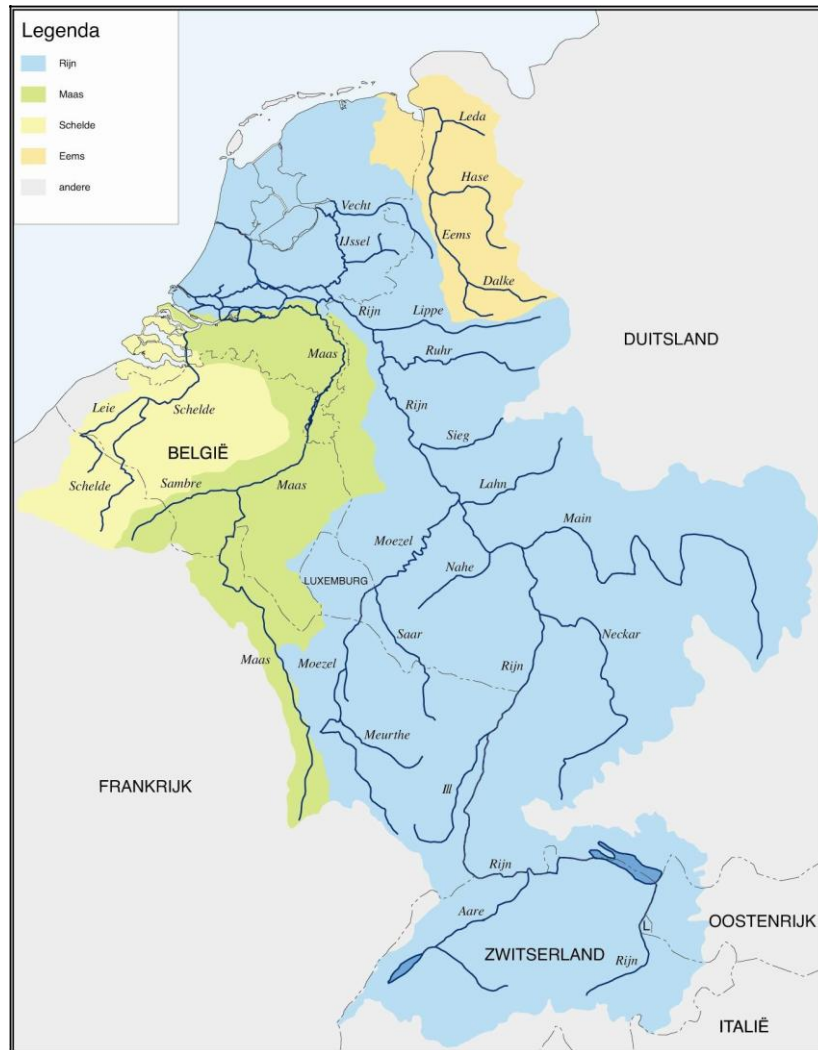 Legenda
Rijn
Maas
Schelde
Eems
andere
Leda
Hase
Vecht
IJssel
Eems
Dalke
Rijn
Lippe
DUITSLAND
Ruhr
Maas
Rijn
Leie
Schelde
Sieg
BELGIË
Schelde
Sambre
Maas
Lahn
Main
Moezel
Nahe
LUXEMBURG
Saar
Neckar
Maas
Moezel
Rijn
Meurthe
FRANKRIJK
Ill
Rijn
Aare
L
OOSTENRIJK
ZWITSERLAND
Rijn
ITALIË